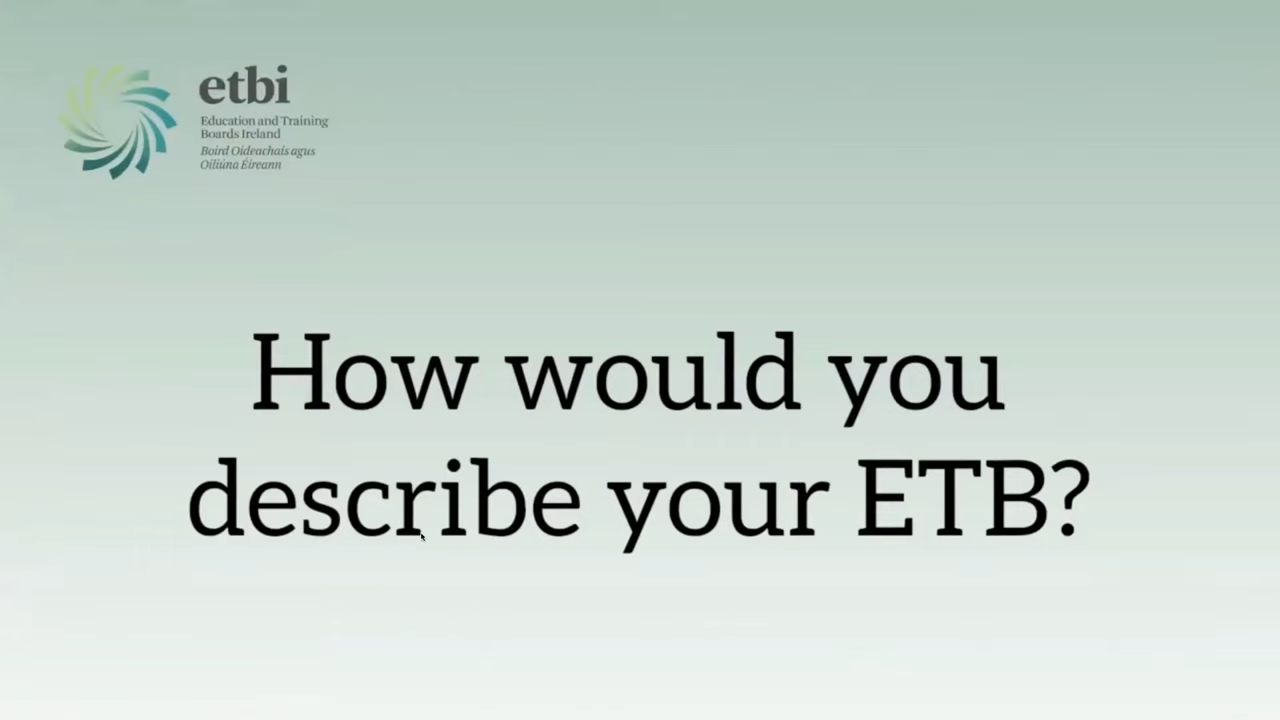 etbi
Education and Training
Boards Ireland
Boird Oideachais agus
Oiliúna Éireann
How would you
describe your ETB?